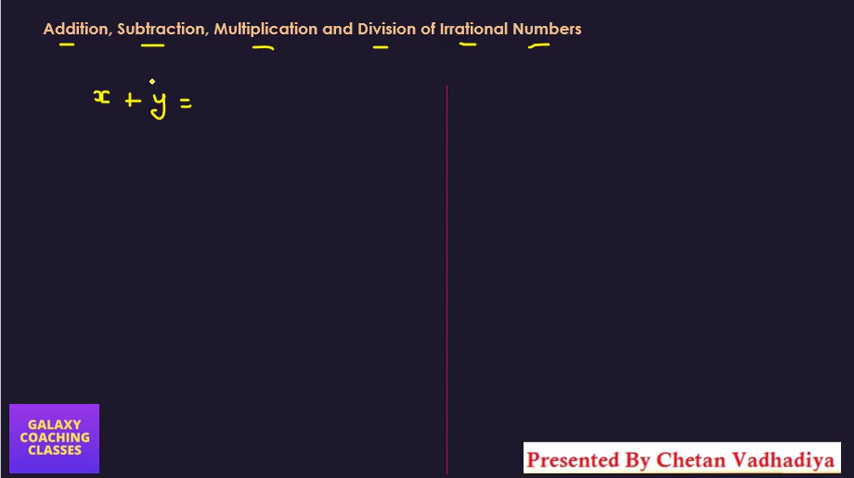 Addition, Subtraction, Multiplication and Division of Irrational Numbers
x + y =
GALAXY
COACHING
CLASSES
Presented By Chetan Vadhadiya